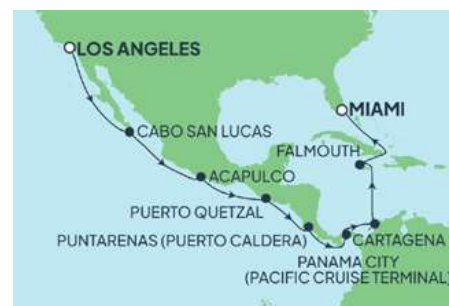 LOS ANGELES
MIAMI
CABO SAN LUCAS
FALMOUTH
ACAPULCO
PUERTO QUETZAL
PUNTARENAS (PUERTO CALDERA)
CARTAGENA
PANAMA CITY
(PACIFIC CRUISE TERMINAL)